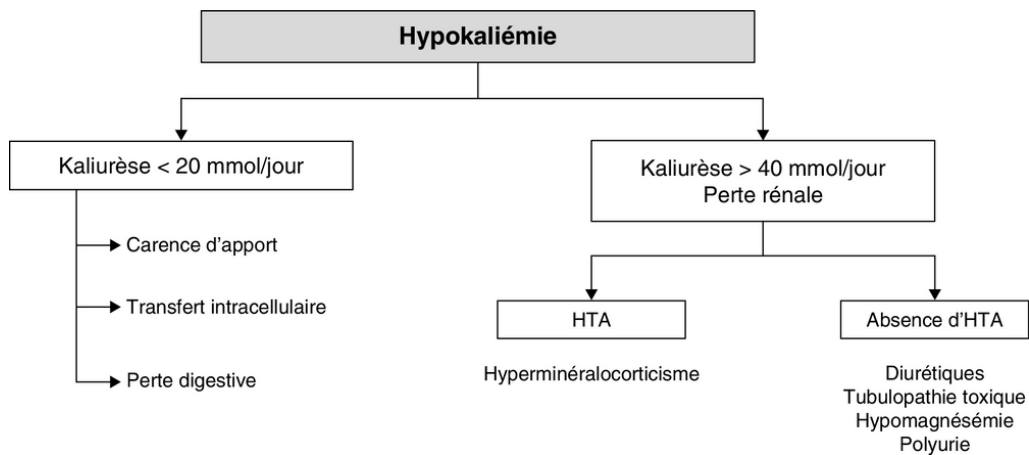 Hypokaliémie
Kaliurèse < 20 mmol/jour
Carence d’apport
Transfert intracellulaire
Perte digestive
Kaliurèse > 40 mmol/jour
Perte rénale
HTA
Hyperminéralocorticisme
Absence d’HTA
Diurétiques
Tubulopathie toxique
Hypomagnésémie
Polyurie